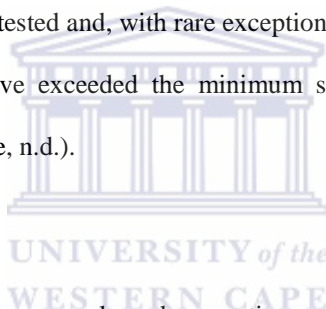 tested and, with rare exception
ve exceeded the minimum s
e, n.d.).
UNIVERSITY of the
WESTERN CAPE